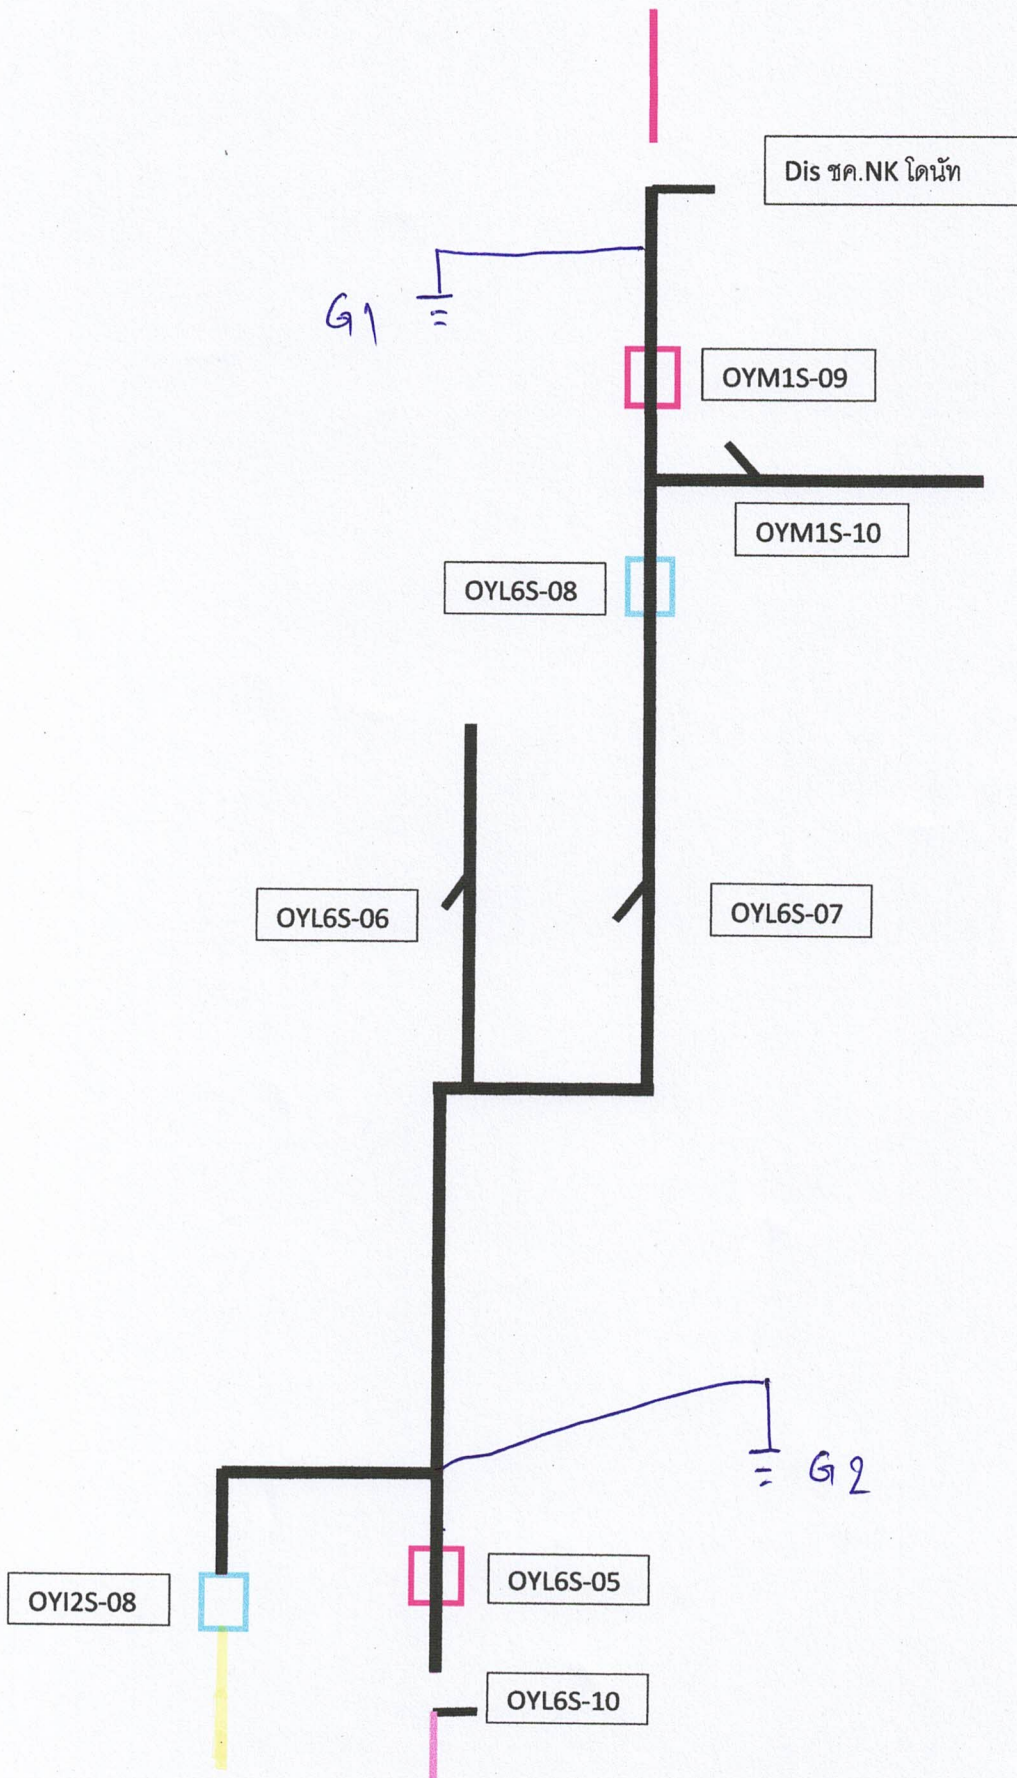 Dis ชค.NK โดนัท
G1
OYM1S-09
OYM1S-10
OYL6S-08
OYL6S-06
OYL6S-07
G2
OYL6S-05
OYI2S-08
OYL6S-10